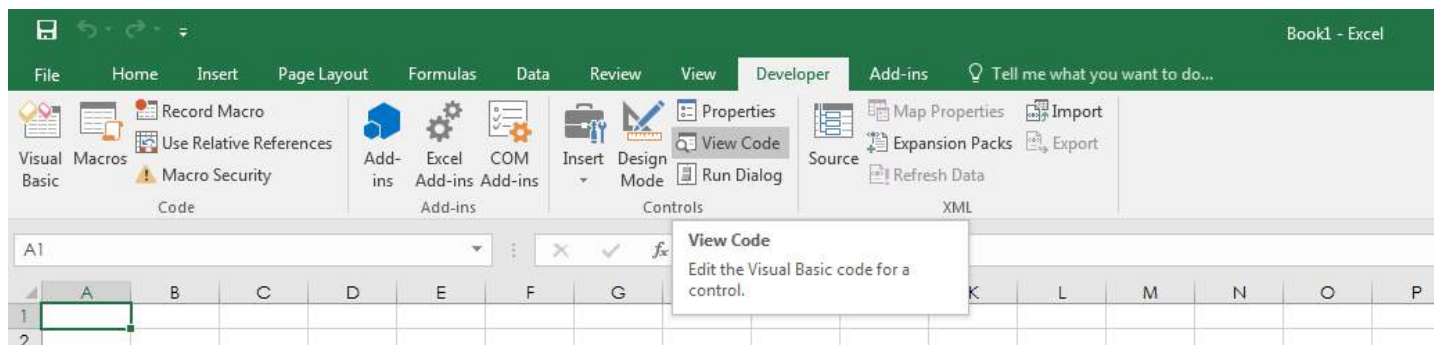 Book1 - Excel
File Home Insert Page Layout Formulas Data Review View Developer Add-ins Tell me what you want to do...
Visual Basic
Macros
Record Macro
Use Relative References
Macro Security
Code
Add-ins
Excel Add-ins
COM Add-ins
Add-ins
Insert
Design Mode
Properties
View Code
Run Dialog
Controls
Source
Map Properties
Expansion Packs
Refresh Data
Import
Export
XML
A1
fx
View Code
Edit the Visual Basic code for a
control.
A B C D E F G K L M N O P
1
2